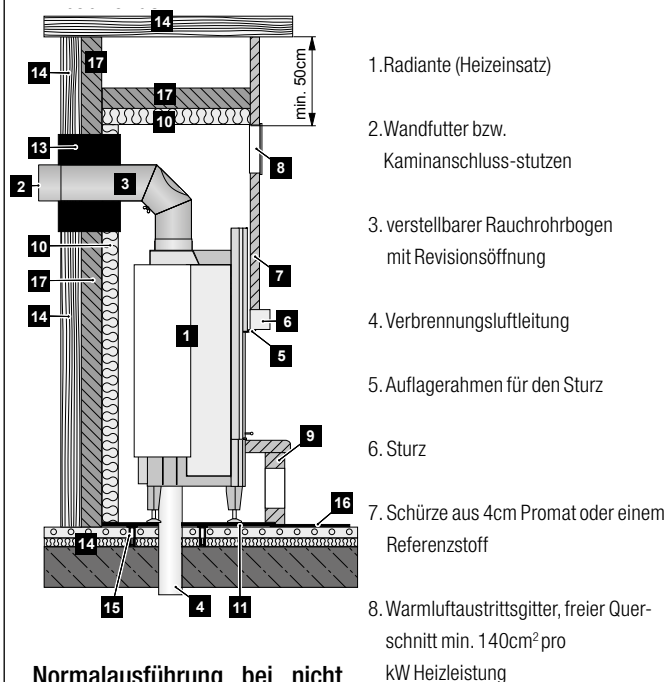 14
14
17
17
min. 50cm
10
13
8
2
3
10
7
17
14
1
6
5
9
16
14
15
4
11
Normalausführung bei nicht
1.Radiante (Heizeinsatz)
2.Wandfutter bzw.
Kaminanschluss-stutzen
3. verstellbarer Rauchrohrbogen
mit Revisionsöffnung
4. Verbrennungsluftleitung
5. Auflagerahmen für den Sturz
6. Sturz
7. Schürze aus 4cm Promat oder einem
Referenzstoff
8. Warmluftaustrittsgitter, freier Quer-
schnitt min. 140cm² pro
kW Heizleistung